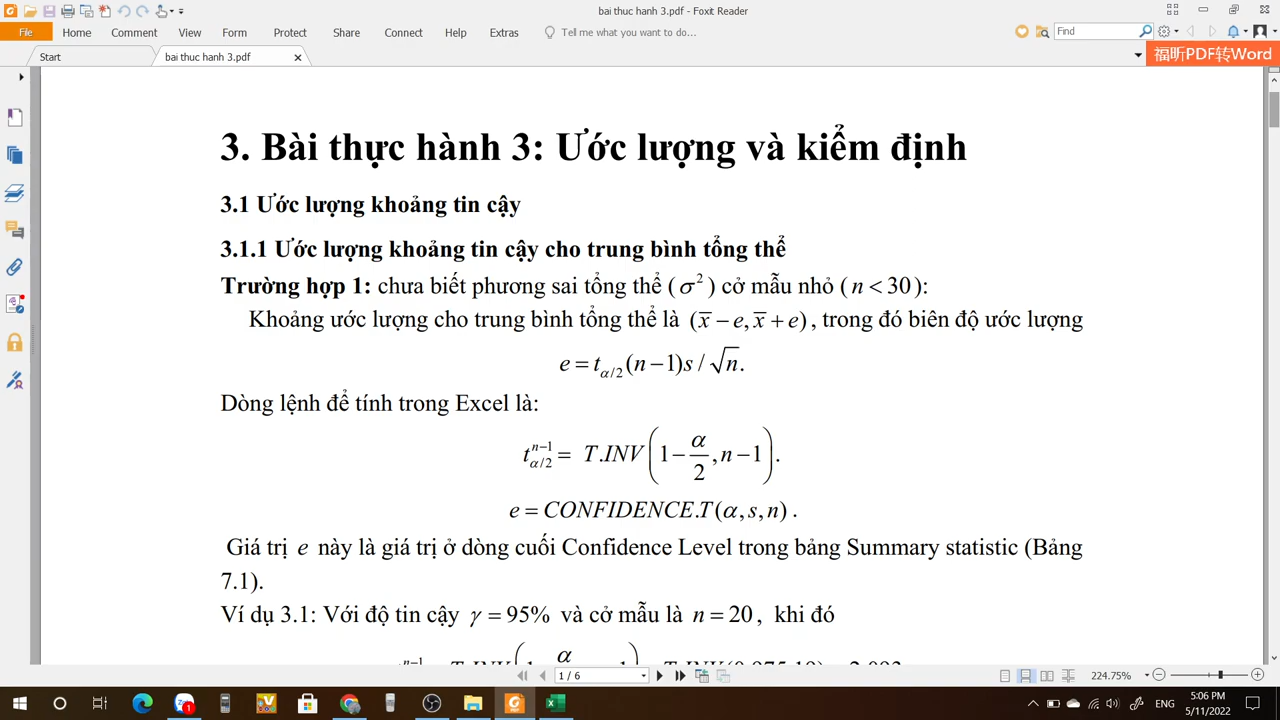 bai thuc hanh 3.pdf - Foxit Reader
File Home Comment View Form Protect Share Connect Help Extras Tell me what you want to do... Find
Start bai thuc hanh 3.pdf 福昕PDF转Word
3. Bài thực hành 3: Ước lượng và kiểm định
3.1 Ước lượng khoảng tin cậy
3.1.1 Ước lượng khoảng tin cậy cho trung bình tổng thể
Trường hợp 1: chưa biết phương sai tổng thể (σ²) cở mẫu nhỏ (n < 30):
Khoảng ước lượng cho trung bình tổng thể là (x̅ − e, x̅ + e), trong đó biên độ ước lượng
e = t_{α/2}(n−1)s / √n.
Dòng lệnh để tính trong Excel là:
t_{α/2}^{n−1} = T.INV(1 − α/2, n−1).
e = CONFIDENCE.T(α, s, n).
Giá trị e này là giá trị ở dòng cuối Confidence Level trong bảng Summary statistic (Bảng
7.1).
Ví dụ 3.1: Với độ tin cậy γ = 95% và cở mẫu là n = 20, khi đó
1 / 6 224.75%
5:06 PM
ENG
5/11/2022